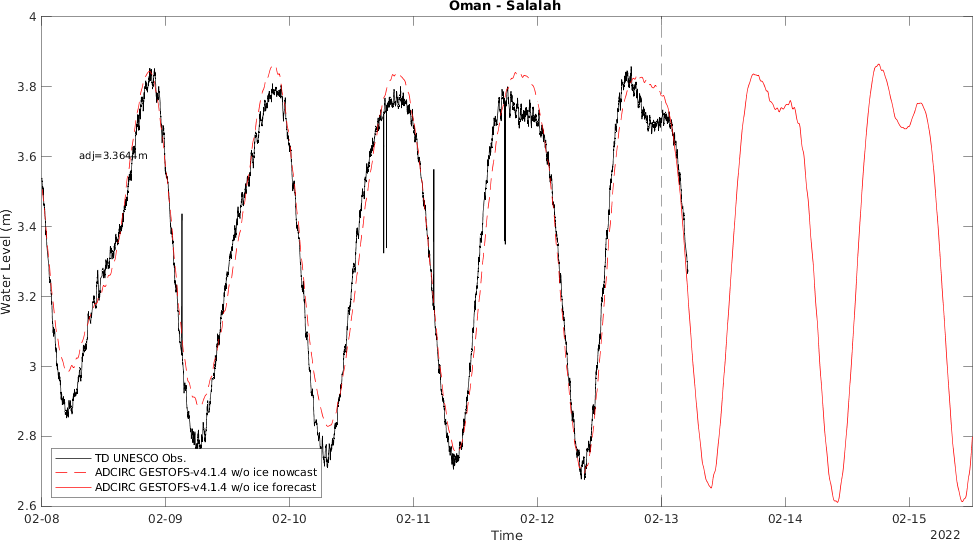 Oman - Salalah
4
3.8
3.6
3.4
3.2
3
2.8
2.6
Water Level (m)
adj=3.3644m
TD UNESCO Obs.
ADCIRC GESTOFS-v4.1.4 w/o ice nowcast
ADCIRC GESTOFS-v4.1.4 w/o ice forecast
02-08 02-09 02-10 02-11 02-12 02-13 02-14 02-15
Time
2022